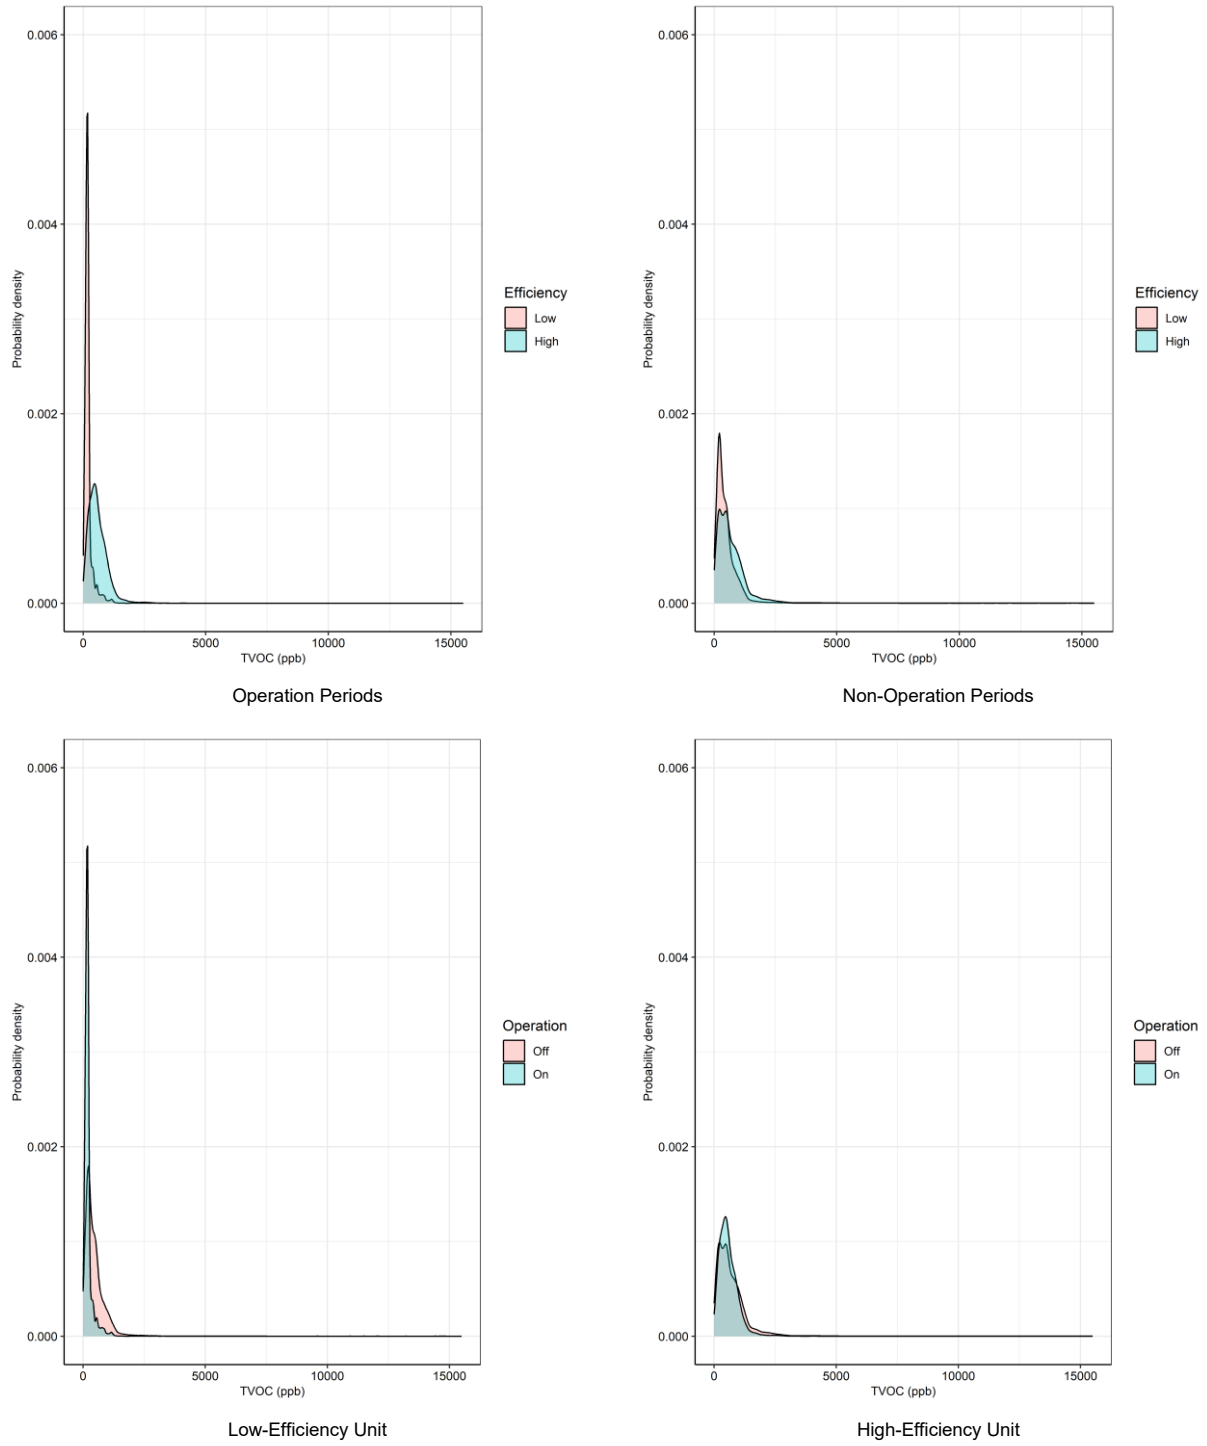 0.006
0.004
0.002
0.000
Probability density
0 5000 10000 15000
TVOC (ppb)
Efficiency
Low
High
Operation Periods
0.006
0.004
0.002
0.000
Probability density
0 5000 10000 15000
TVOC (ppb)
Efficiency
Low
High
Non-Operation Periods
0.006
0.004
0.002
0.000
Probability density
0 5000 10000 15000
TVOC (ppb)
Operation
Off
On
Low-Efficiency Unit
0.006
0.004
0.002
0.000
Probability density
0 5000 10000 15000
TVOC (ppb)
Operation
Off
On
High-Efficiency Unit